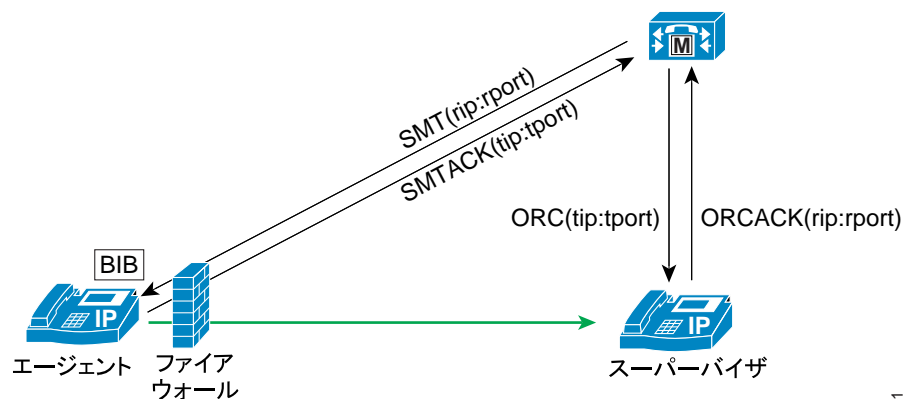 M
SMT(rip:rport)
SMTACK(tip:tport)
ORC(tip:tport)
ORCACK(rip:rport)
BIB
IP
IP
エージェント
ファイア
ウォール
スーパーバイザ
1